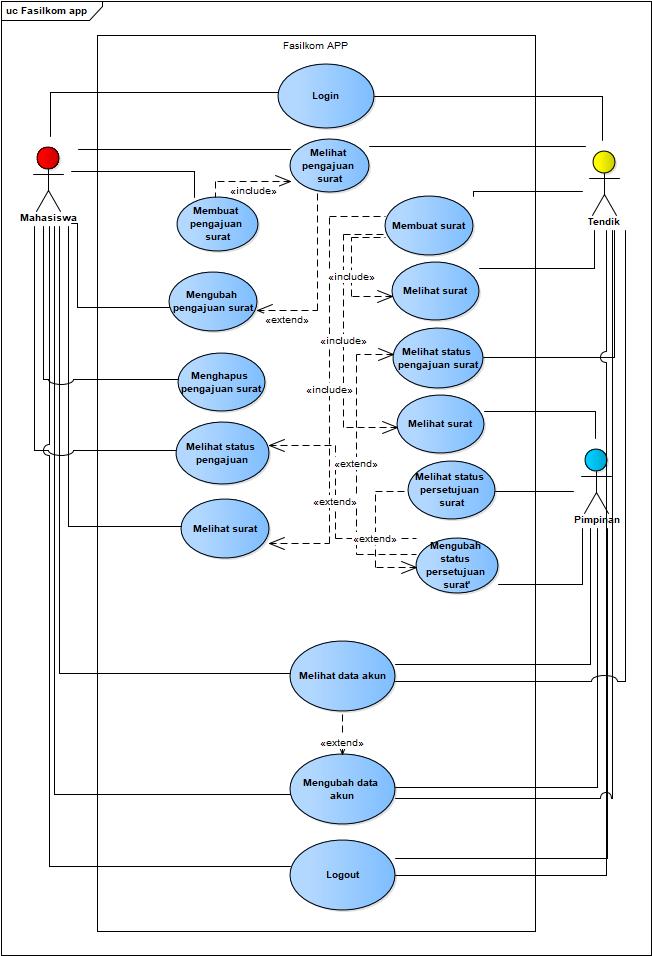 uc Fasilkom app
Fasilkom APP
Login
Melihat
pengajuan
surat
«include»
Mahasiswa
Tendik
Membuat
pengajuan
surat
Membuat surat
«include»
Melihat surat
Mengubah
pengajuan surat
«extend»
«include»
Melihat status
pengajuan surat
Menghapus
pengajuan surat
«include»
Melihat surat
Melihat status
pengajuan
«extend»
Melihat status
persetujuan
surat
«extend»
Pimpinan
Melihat surat
«extend»
Mengubah
status
persetujuan
surat'
Melihat data akun
«extend»
Mengubah data
akun
Logout